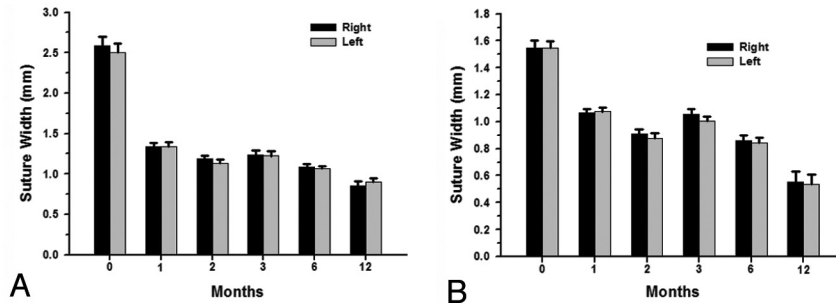 3.0
2.5
2.0
1.5
1.0
0.5
0.0
Suture Width (mm)
Right
Left
0 1 2 3 6 12
Months
A
1.8
1.6
1.4
1.2
1.0
0.8
0.6
0.4
0.2
0.0
Suture Width (mm)
Right
Left
0 1 2 3 6 12
Months
B